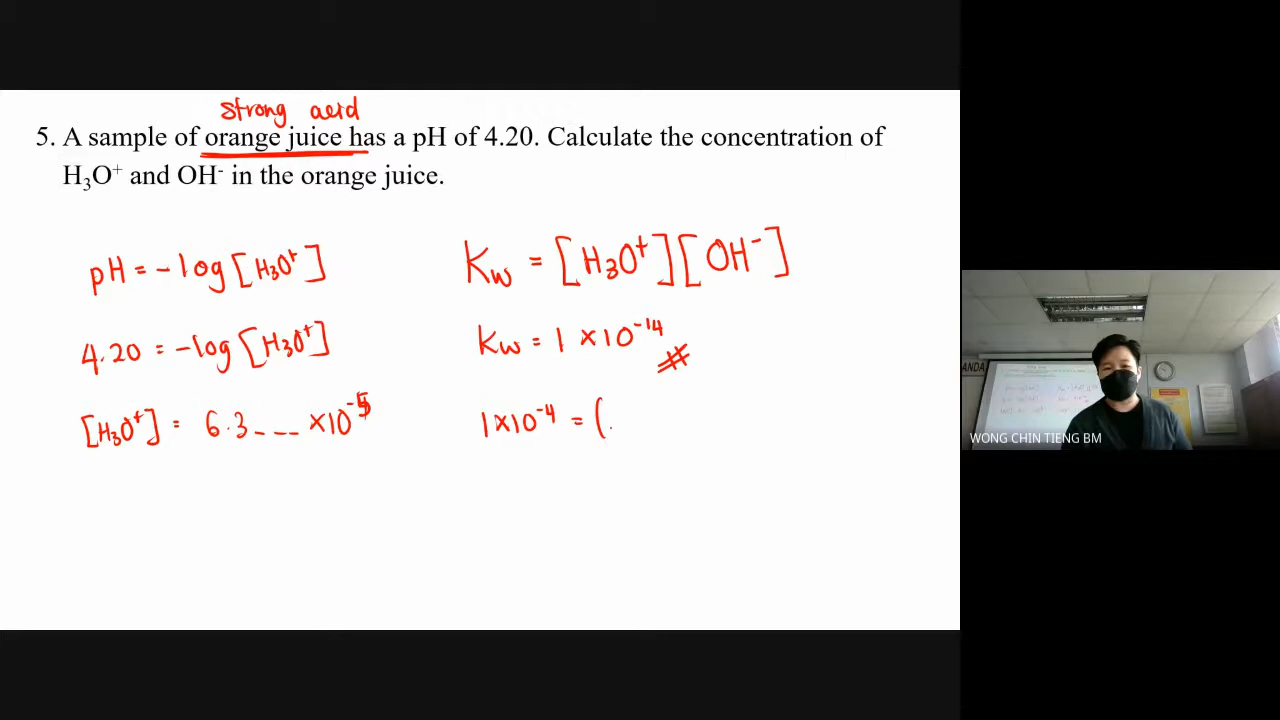 strong acid
5. A sample of orange juice has a pH of 4.20. Calculate the concentration of
H₃O⁺ and OH⁻ in the orange juice.
pH = -log [H₃O⁺]
4.20 = -log [H₃O⁺]
[H₃O⁺] = 6.3_ _ _ ×10⁻⁵
Kw = [H₃O⁺][OH⁻]
Kw = 1 ×10⁻¹⁴
1×10⁻⁴ = (.
WONG CHIN TIENG BM